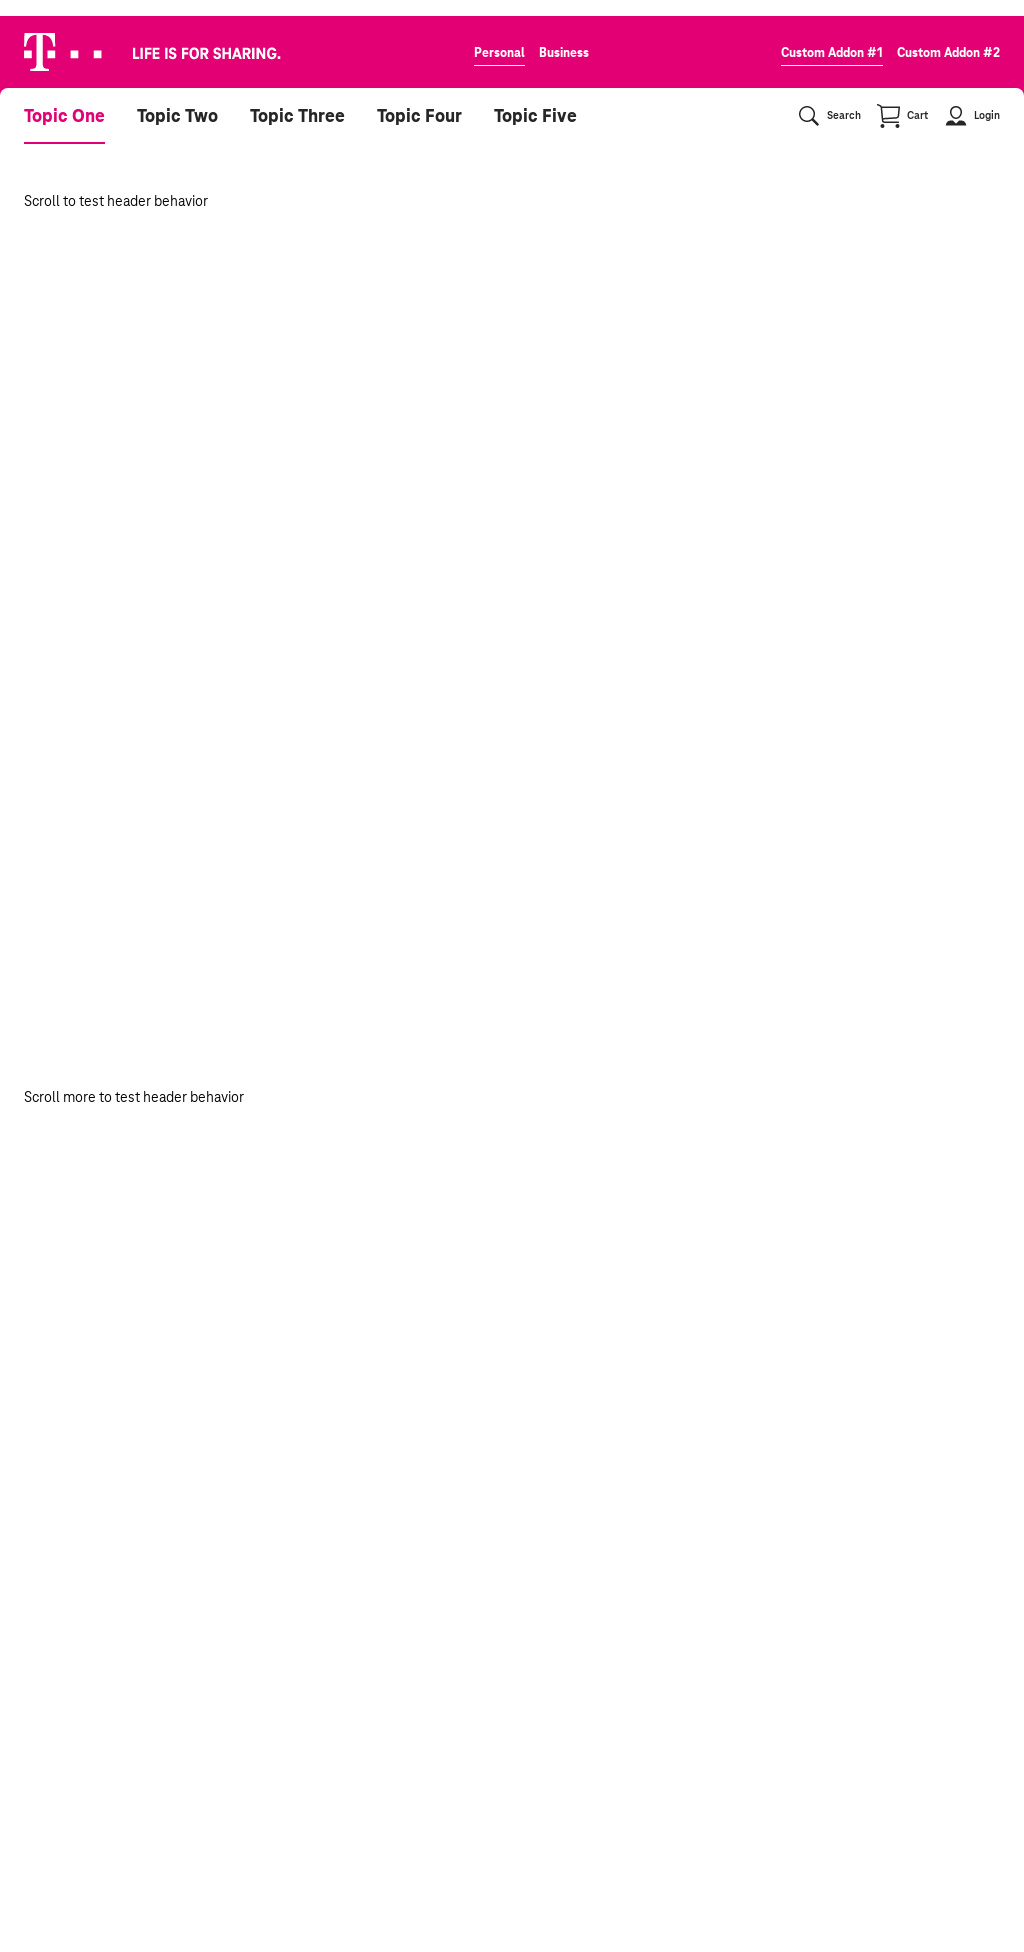 T
LIFE IS FOR SHARING.
Personal Business
Custom Addon #1 Custom Addon #2
Topic One Topic Two Topic Three Topic Four Topic Five
Search Cart Login
Scroll to test header behavior
Scroll more to test header behavior